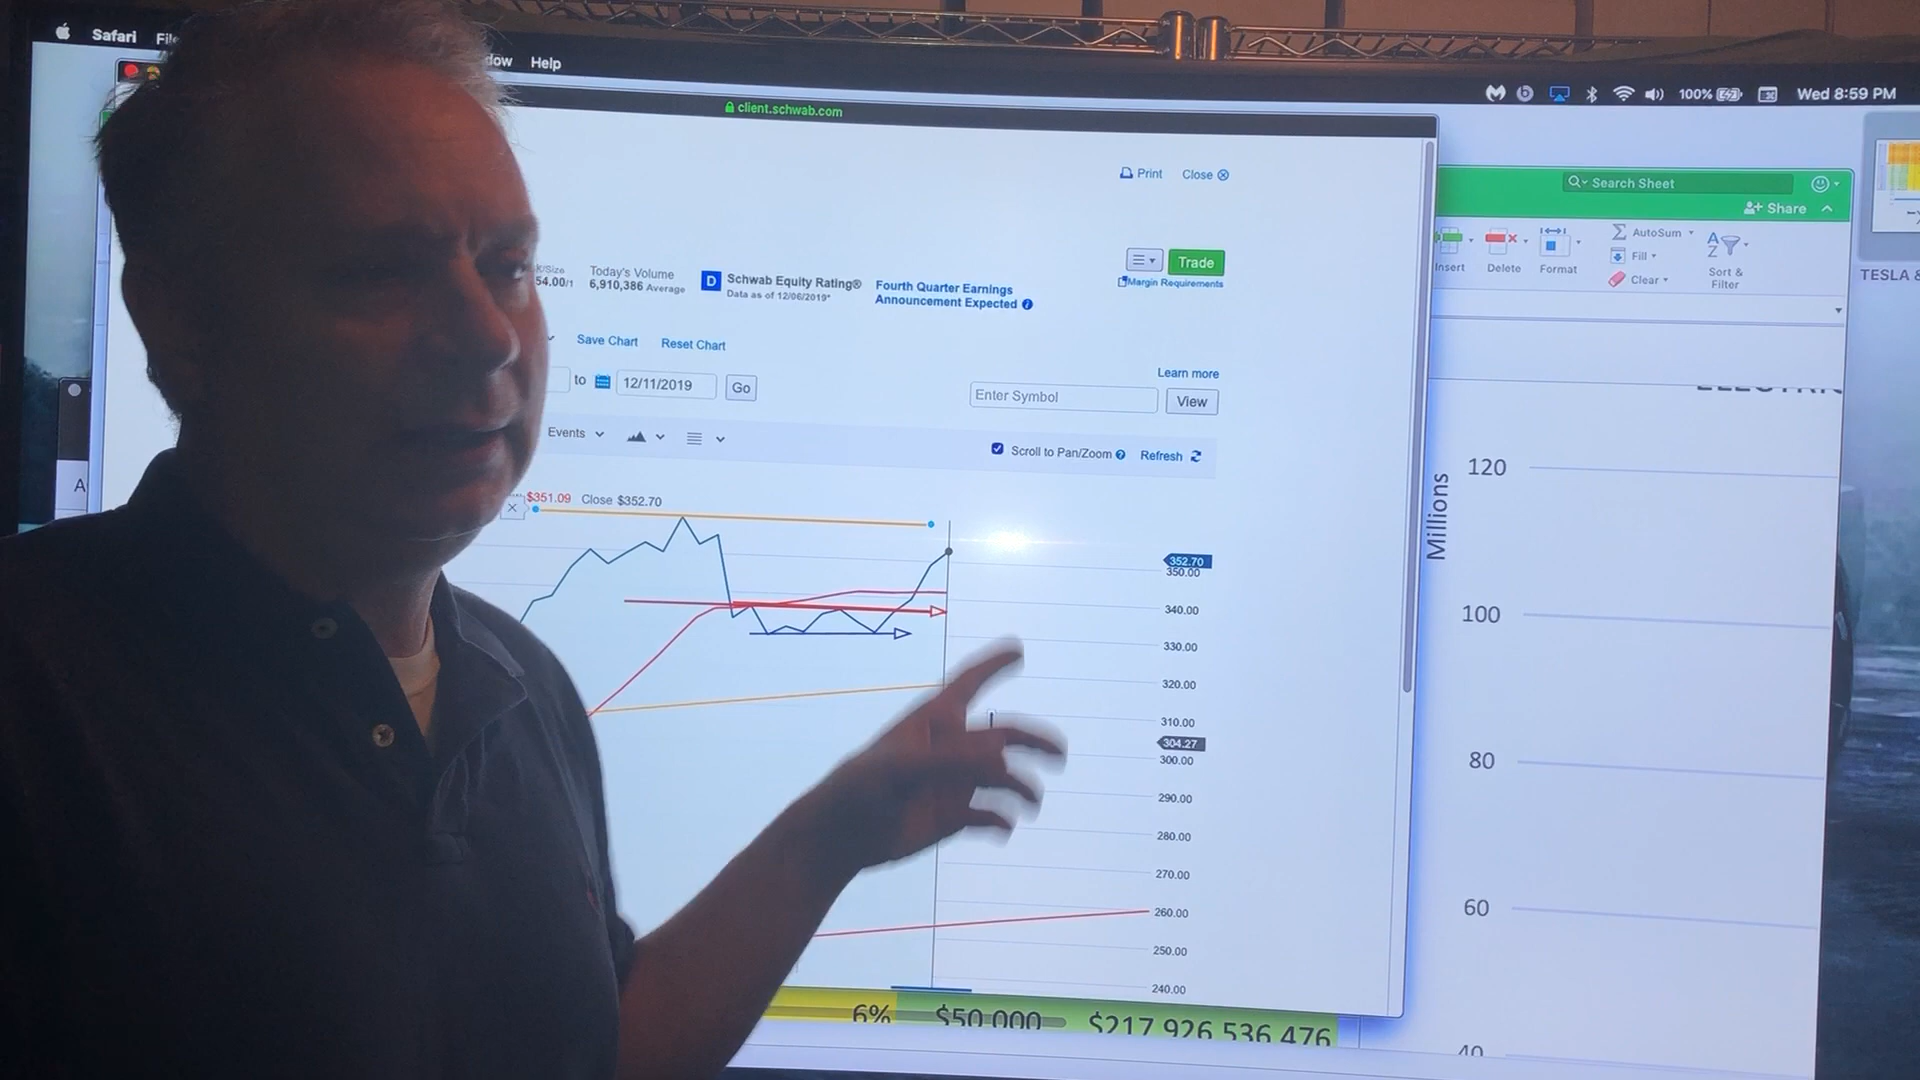 Safari
Help
100%
Wed 8:59 PM
client.schwab.com
Print
Close
Search Sheet
Share
AutoSum
Fill
Clear
Insert
Delete
Format
Sort &
Filter
TESLA &
k/Size
54.00/1
Today's Volume
6,910,386 Average
D
Schwab Equity Rating®
Data as of 12/06/2019*
Fourth Quarter Earnings
Announcement Expected
Trade
Margin Requirements
Save Chart
Reset Chart
to
12/11/2019
Go
Learn more
Enter Symbol
View
Events
Scroll to Pan/Zoom
Refresh
A
$351.09 Close $352.70
352.70
350.00
340.00
330.00
320.00
310.00
304.27
300.00
290.00
280.00
270.00
260.00
250.00
240.00
Millions
120
100
80
60
40
6%
$50 000
$217 926 536 476